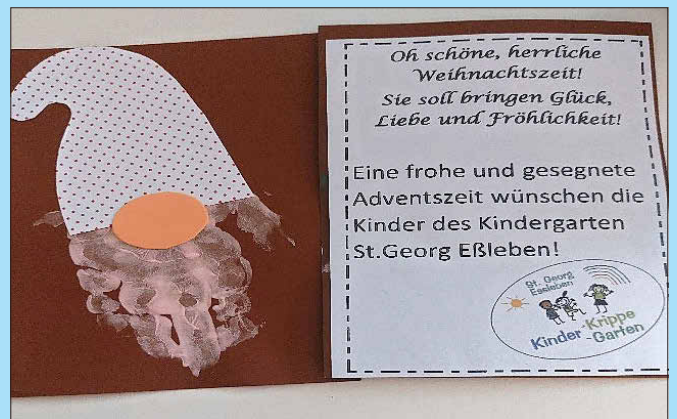 Oh schöne, herrliche
Weihnachtszeit!
Sie soll bringen Glück,
Liebe und Fröhlichkeit!
Eine frohe und gesegnete
Adventszeit wünschen die
Kinder des Kindergarten
St.Georg Eßleben!
St. Georg
Essleben
Kinder-Krippe
-Garten